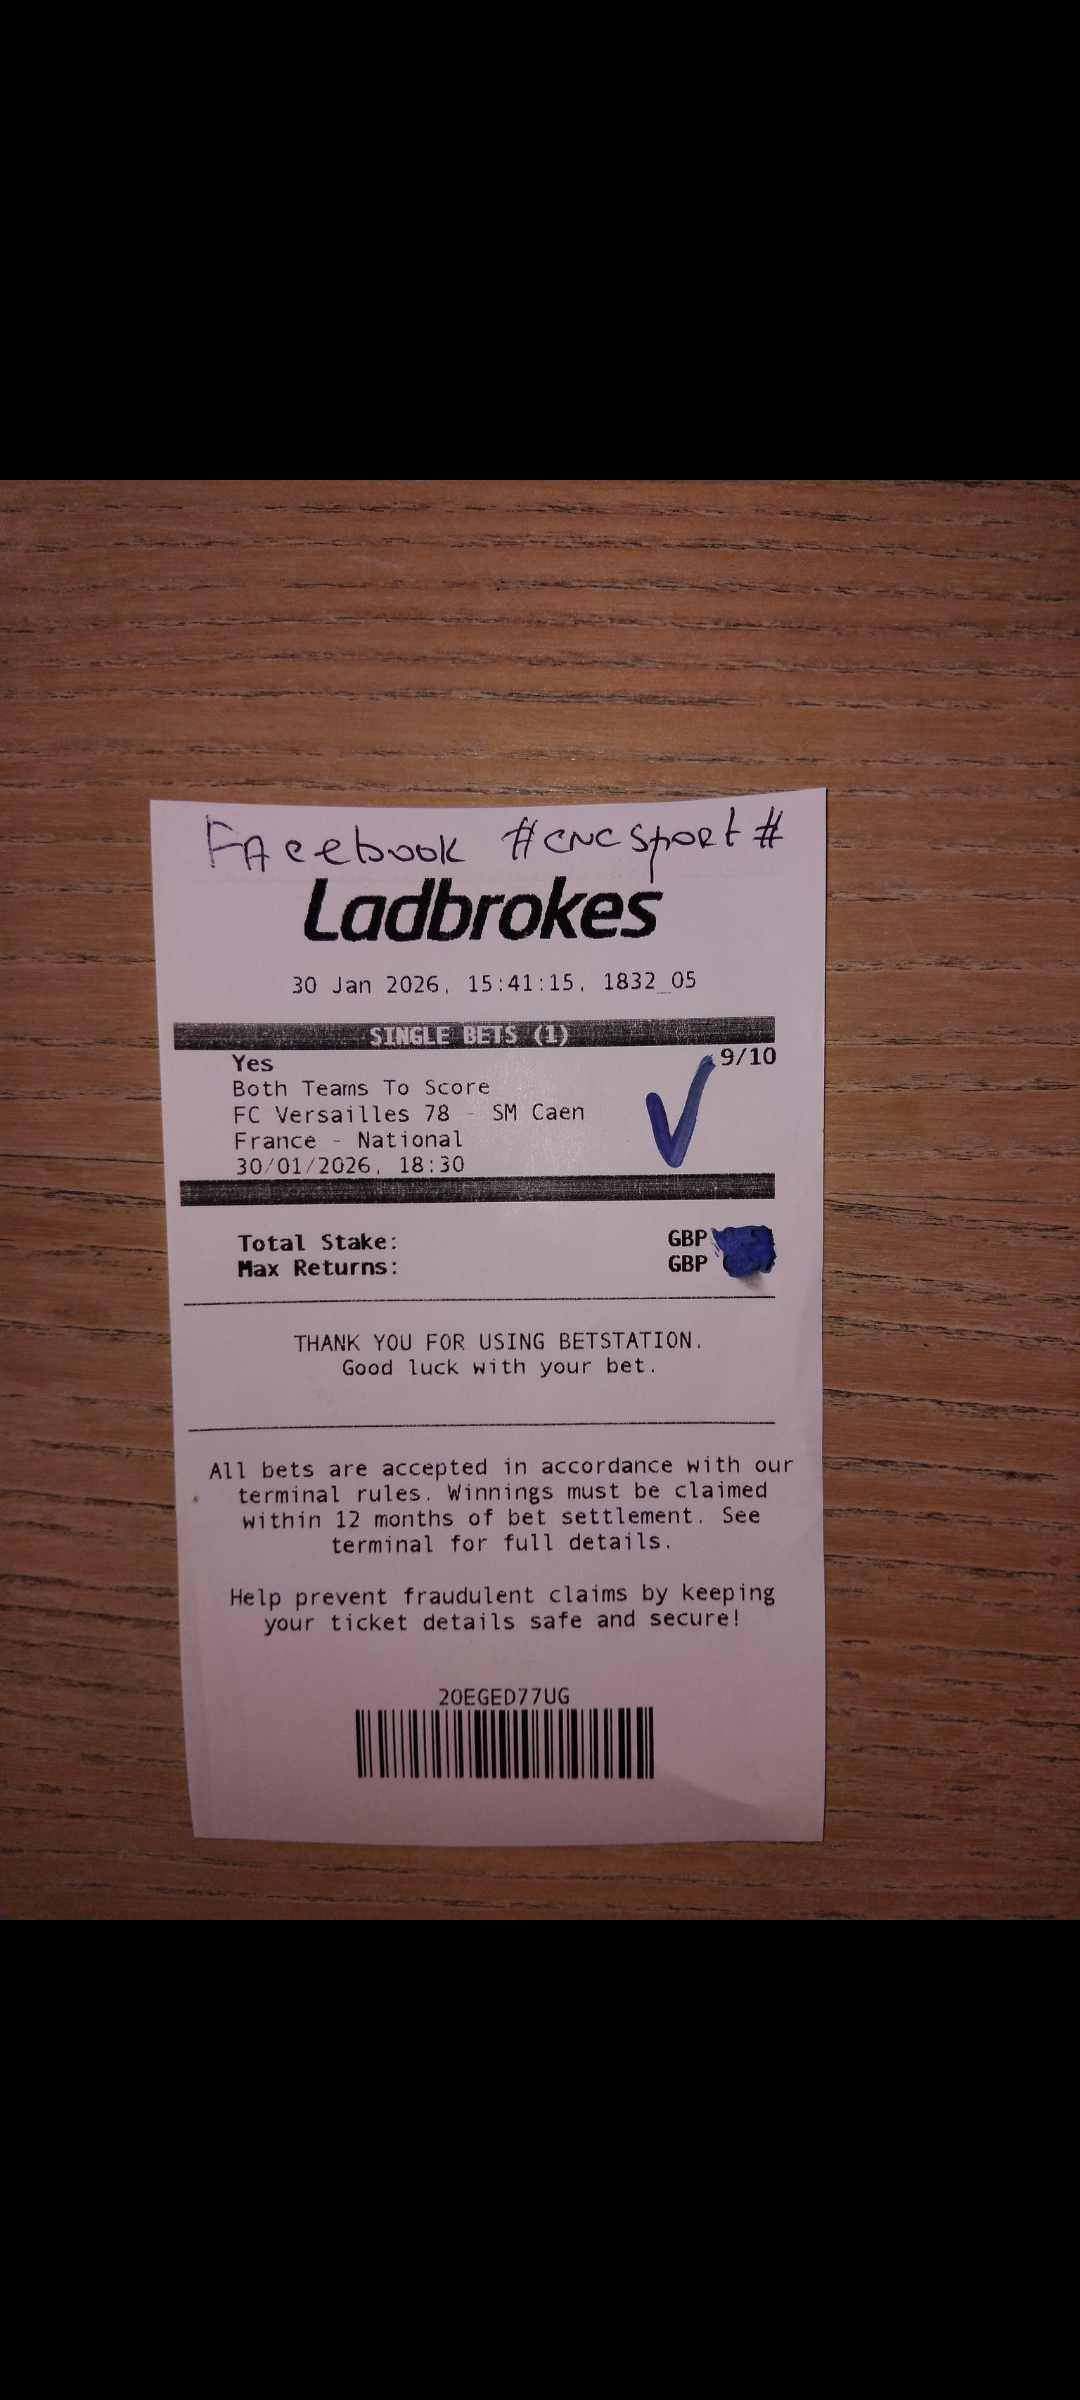 FAcebook #cncsport#
Ladbrokes
30 Jan 2026, 15:41:15, 1832_05
SINGLE BETS (1)
Yes 9/10
Both Teams To Score
FC Versailles 78 - SM Caen
France - National
30/01/2026, 18:30
Total Stake: GBP
Max Returns: GBP
THANK YOU FOR USING BETSTATION.
Good luck with your bet.
All bets are accepted in accordance with our
terminal rules. Winnings must be claimed
within 12 months of bet settlement. See
terminal for full details.
Help prevent fraudulent claims by keeping
your ticket details safe and secure!
20EGED77UG